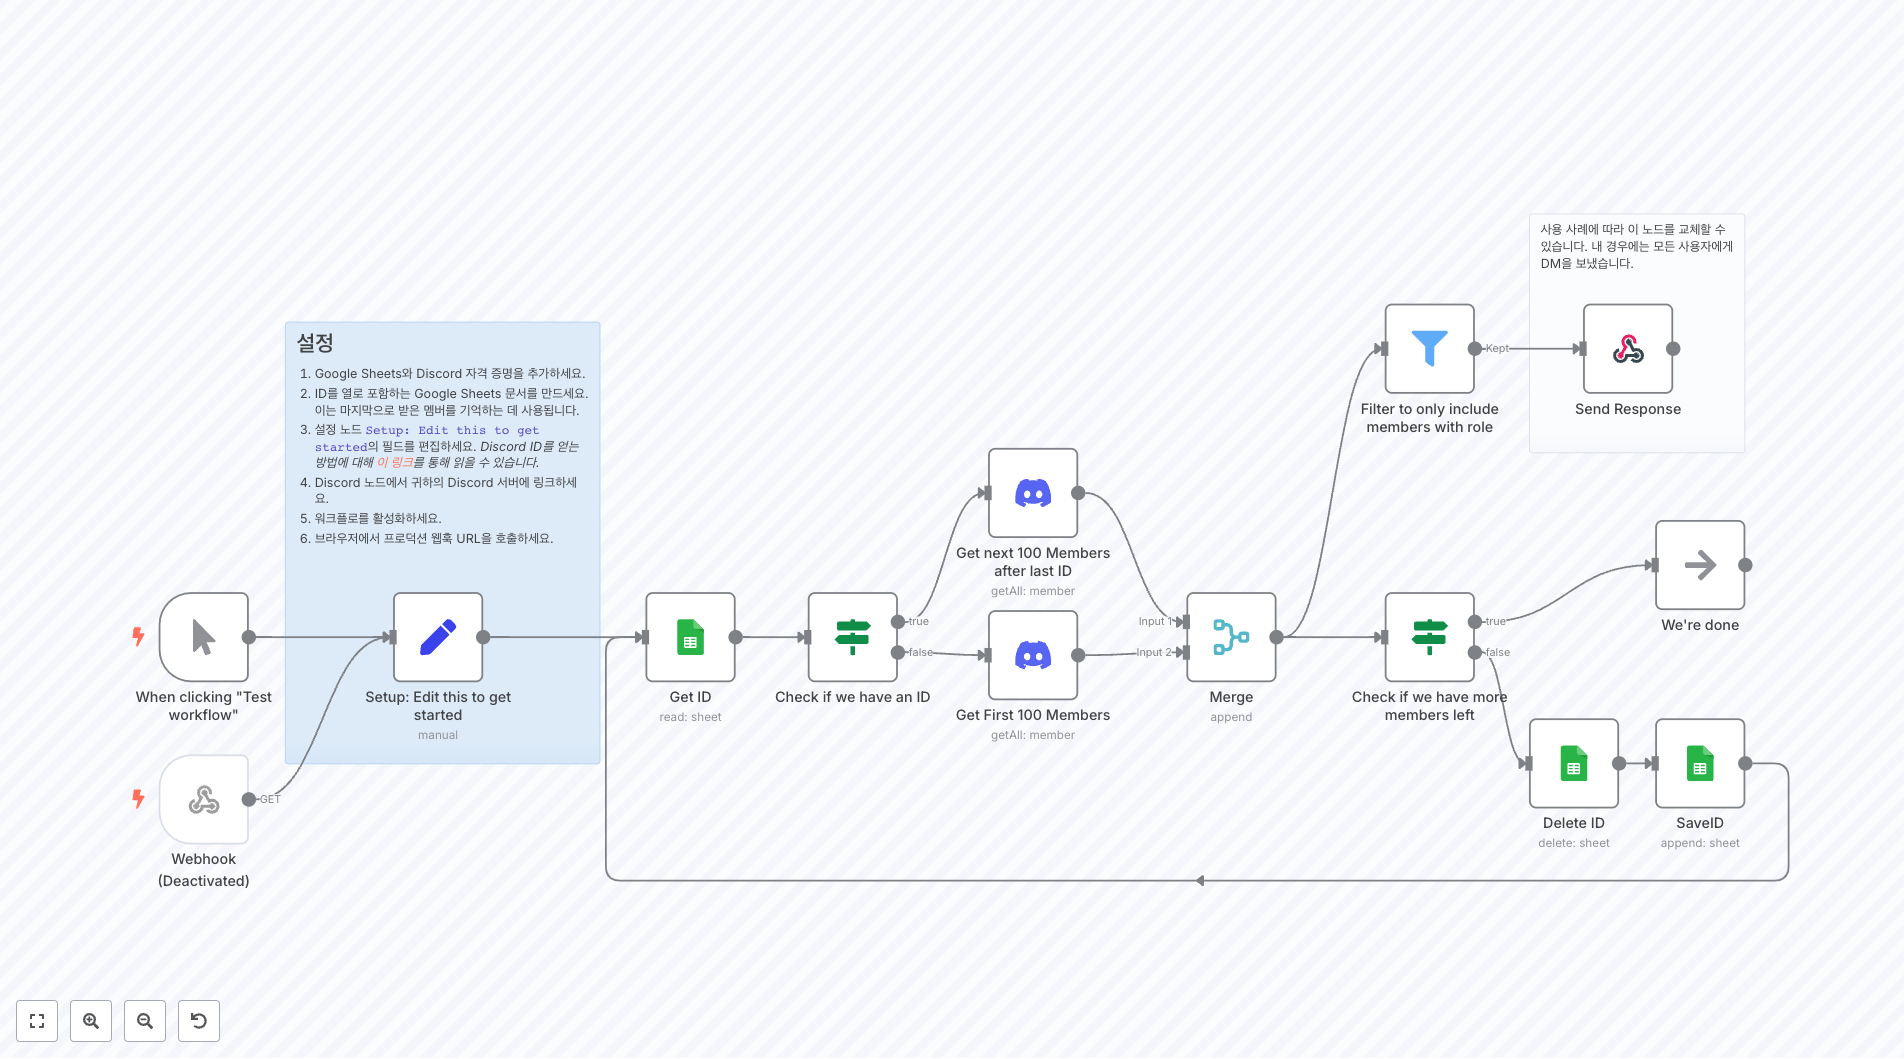 사용 사례에 따라 이 노드를 교체할 수
있습니다. 내 경우에는 모든 사용자에게
DM을 보냈습니다.
Kept
Filter to only include
members with role
Send Response
설정
1. Google Sheets와 Discord 자격 증명을 추가하세요.
2. ID를 열로 포함하는 Google Sheets 문서를 만드세요.
이는 마지막으로 받은 멤버를 기억하는 데 사용됩니다.
3. 설정 노드 Setup: Edit this to get
started의 필드를 편집하세요. Discord ID를 얻는
방법에 대해 이 링크를 통해 읽을 수 있습니다.
4. Discord 노드에서 귀하의 Discord 서버에 링크하세
요.
5. 워크플로를 활성화하세요.
6. 브라우저에서 프로덕션 웹훅 URL을 호출하세요.
When clicking "Test
workflow"
GET
Webhook
(Deactivated)
Setup: Edit this to get
started
manual
Get ID
read: sheet
true
false
Check if we have an ID
Get next 100 Members
after last ID
getAll: member
Get First 100 Members
getAll: member
Input 1
Input 2
Merge
append
true
false
Check if we have more
members left
We're done
Delete ID
delete: sheet
SaveID
append: sheet